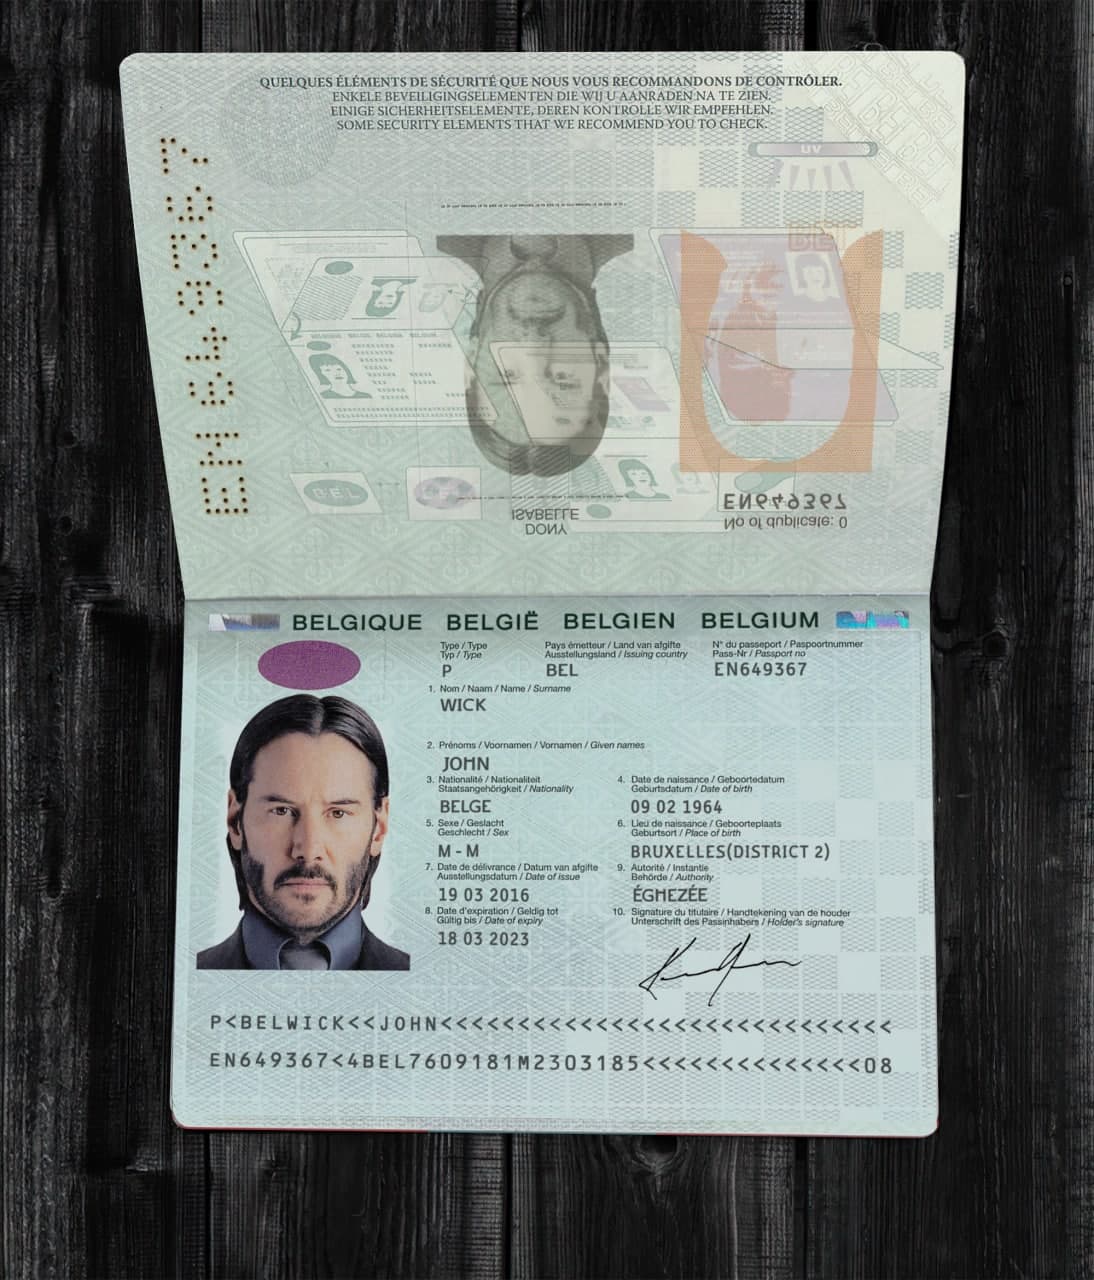 QUELQUES ÉLÉMENTS DE SÉCURITÉ QUE NOUS VOUS RECOMMANDONS DE CONTRÔLER.
ENKELE BEVEILIGINGSELEMENTEN DIE WIJ U AANRADEN NA TE ZIEN.
EINIGE SICHERHEITSELEMENTE, DEREN KONTROLLE WIR EMPFEHLEN.
SOME SECURITY ELEMENTS THAT WE RECOMMEND YOU TO CHECK.
UV
BEL
EM 649367
BEL
EN649367
No of duplicate: 0
ISABELLE
DONY
BELGIQUE BELGIË BELGIEN BELGIUM
Type / Type Pays émetteur / Land van afgifte N° du passeport / Paspoortnummer
Typ / Type Ausstellungsland / Issuing country Pass-Nr / Passport no
P BEL EN649367
1. Nom / Naam / Name / Surname
WICK
2. Prénoms / Voornamen / Vornamen / Given names
JOHN
3. Nationalité / Nationaliteit 4. Date de naissance / Geboortedatum
Staatsangehörigkeit / Nationality Geburtsdatum / Date of birth
BELGE 09 02 1964
5. Sexe / Geslacht 6. Lieu de naissance / Geboorteplaats
Geschlecht / Sex Geburtsort / Place of birth
M - M BRUXELLES(DISTRICT 2)
7. Date de délivrance / Datum van afgifte 9. Autorité / Instantie
Ausstellungsdatum / Date of issue Behörde / Authority
19 03 2016 ÉGHEZÉE
8. Date d'expiration / Geldig tot 10. Signature du titulaire / Handtekening van de houder
Gültig bis / Date of expiry Unterschrift des Passinhabers / Holder's signature
18 03 2023
P<BELWICK<<JOHN<<<<<<<<<<<<<<<<<<<<<<<<<<<<<
EN649367<4BEL7609181M2303185<<<<<<<<<<<<<<08